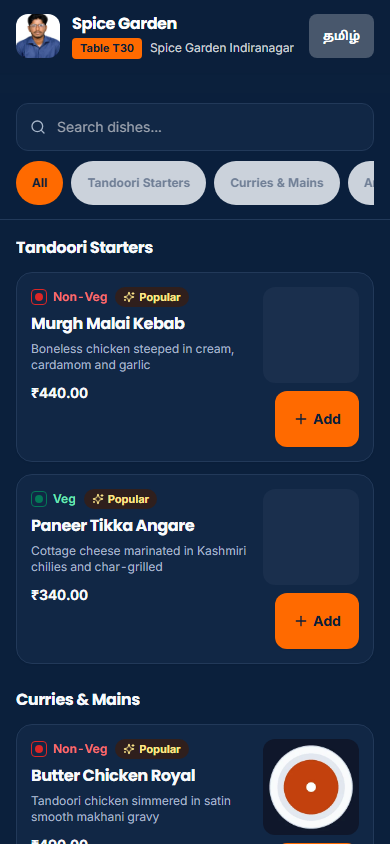 Spice Garden
Table T30 Spice Garden Indiranagar
தமிழ்
Search dishes...
All Tandoori Starters Curries & Mains
Tandoori Starters
Non-Veg Popular
Murgh Malai Kebab
Boneless chicken steeped in cream,
cardamom and garlic
₹440.00
+ Add
Veg Popular
Paneer Tikka Angare
Cottage cheese marinated in Kashmiri
chilies and char-grilled
₹340.00
+ Add
Curries & Mains
Non-Veg Popular
Butter Chicken Royal
Tandoori chicken simmered in satin
smooth makhani gravy
₹490.00